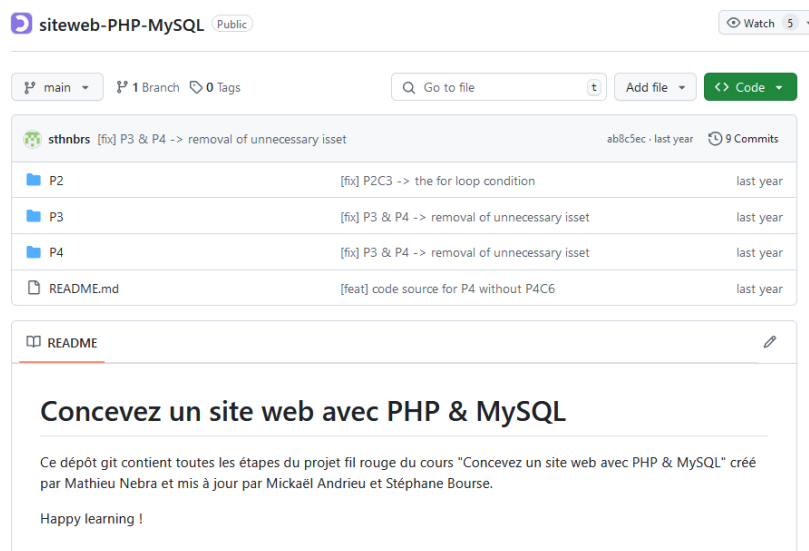 siteweb-PHP-MySQL Public Watch 5
main 1 Branch 0 Tags Go to file t Add file Code
sthnbrs [fix] P3 & P4 -> removal of unnecessary isset ab8c5ec · last year 9 Commits
P2 [fix] P2C3 -> the for loop condition last year
P3 [fix] P3 & P4 -> removal of unnecessary isset last year
P4 [fix] P3 & P4 -> removal of unnecessary isset last year
README.md [feat] code source for P4 without P4C6 last year
README
Concevez un site web avec PHP & MySQL
Ce dépôt git contient toutes les étapes du projet fil rouge du cours "Concevez un site web avec PHP & MySQL" créé
par Mathieu Nebra et mis à jour par Mickaël Andrieu et Stéphane Bourse.
Happy learning !